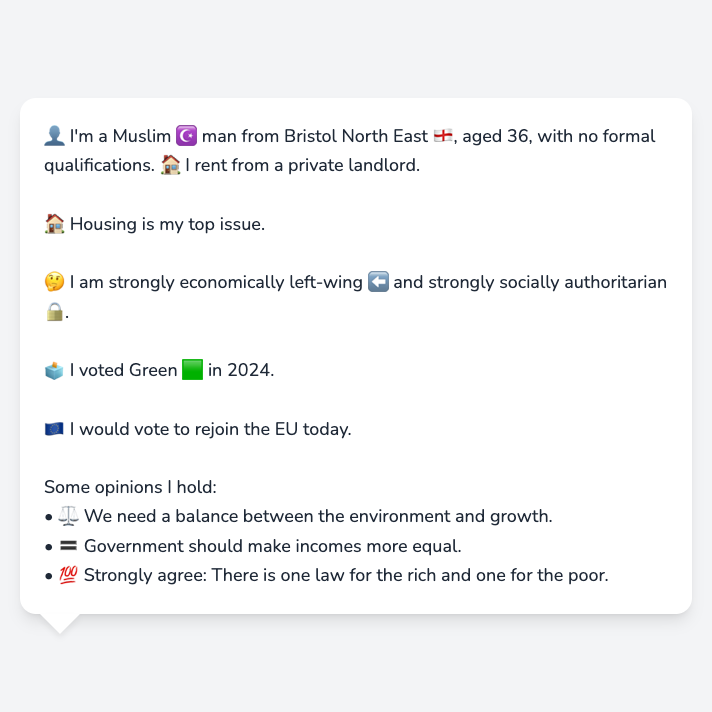 👤 I'm a Muslim ☪️ man from Bristol North East 🏴󠁧󠁢󠁥󠁮󠁧󠁿, aged 36, with no formal
qualifications. 🏠 I rent from a private landlord.
🏠 Housing is my top issue.
🤔 I am strongly economically left-wing ⬅️ and strongly socially authoritarian
🔒.
🗳️ I voted Green 🟩 in 2024.
🇪🇺 I would vote to rejoin the EU today.
Some opinions I hold:
• ⚖️ We need a balance between the environment and growth.
• 🟰 Government should make incomes more equal.
• 💯 Strongly agree: There is one law for the rich and one for the poor.